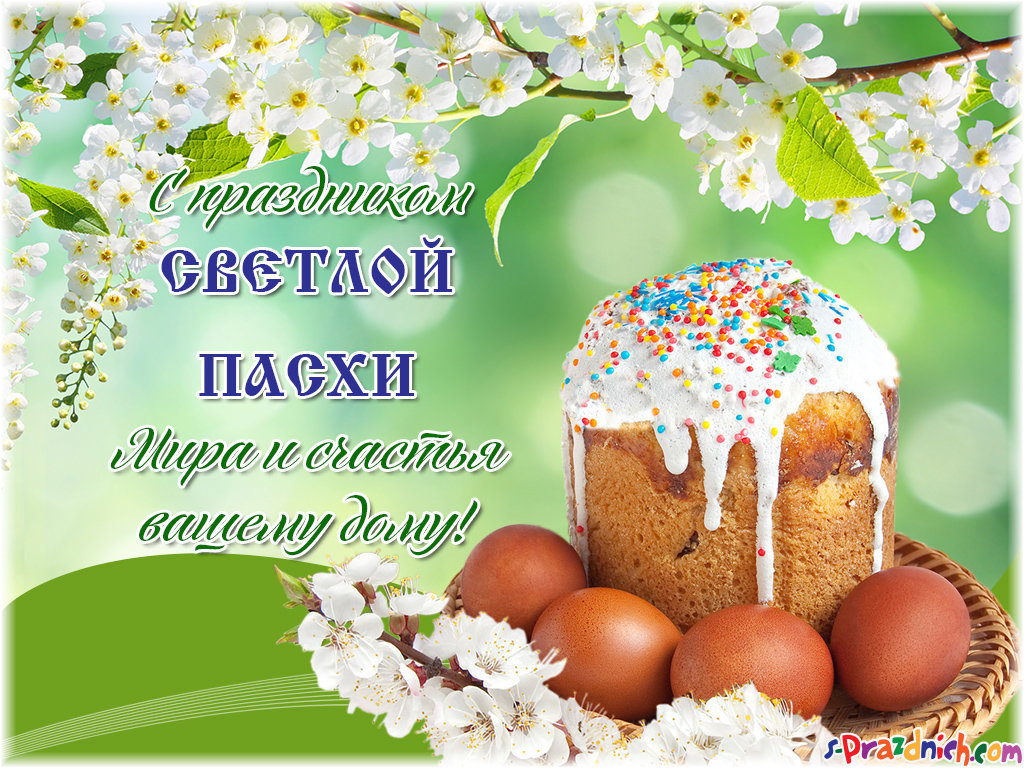 С праздником
СВЕТЛОЙ
ПАСХИ
Мира и счастья
вашему дому!
s-Prazdnich.com